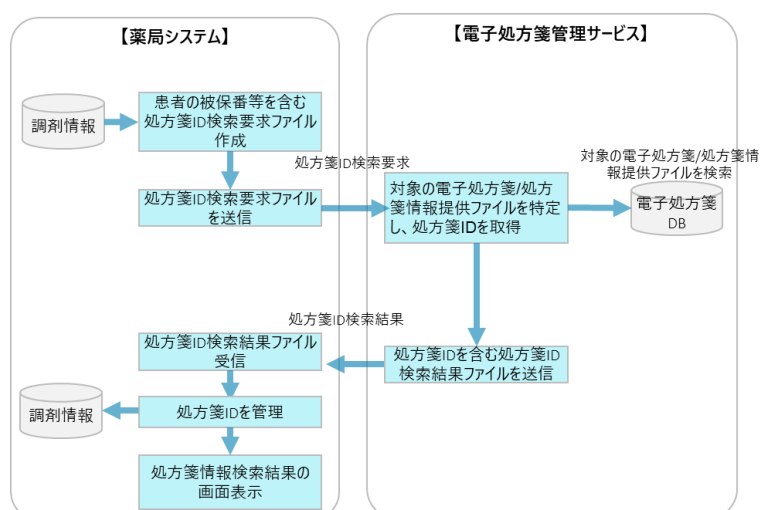 【薬局システム】
【電子処方箋管理サービス】
調剤情報
患者の被保番等を含む
処方箋ID検索要求ファイル
作成
処方箋ID検索要求
処方箋ID検索要求ファイル
を送信
対象の電子処方箋/処方
箋情報提供ファイルを特定
し、処方箋IDを取得
対象の電子処方箋/処方箋情
報提供ファイルを検索
電子処方箋
DB
処方箋ID検索結果
処方箋ID検索結果ファイル
受信
処方箋IDを含む処方箋ID
検索結果ファイルを送信
調剤情報
処方箋IDを管理
処方箋情報検索結果の
画面表示